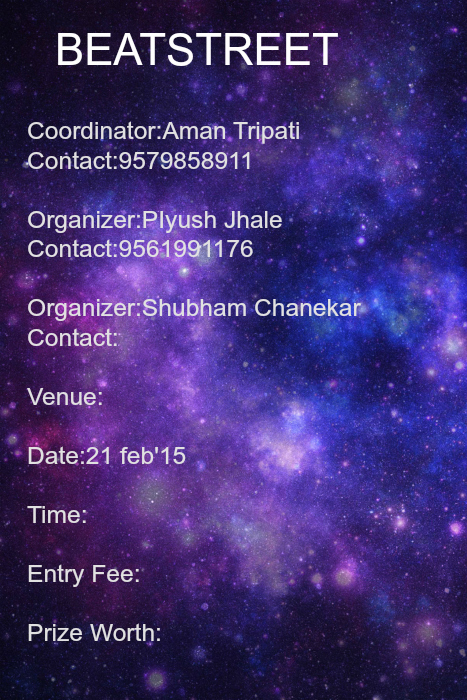 BEATSTREET
Coordinator:Aman Tripati
Contact:9579858911
Organizer:PIyush Jhale
Contact:9561991176
Organizer:Shubham Chanekar
Contact:
Venue:
Date:21 feb'15
Time:
Entry Fee:
Prize Worth: